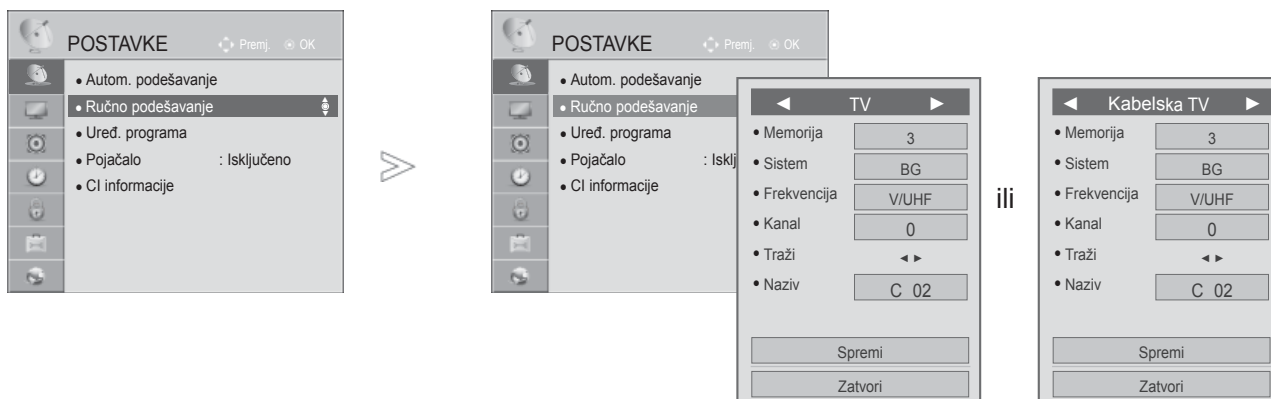 POSTAVKE Premj. OK
• Autom. podešavanje
• Ručno podešavanje
• Uređ. programa
• Pojačalo : Isključeno
• CI informacije
POSTAVKE Premj. OK
• Autom. podešavanje
• Ručno podešavanje
• Uređ. programa
• Pojačalo : Isklj
• CI informacije
◄ TV ►
• Memorija 3
• Sistem BG
• Frekvencija V/UHF
• Kanal 0
• Traži ◄ ►
• Naziv C 02
Spremi
Zatvori
ili
◄ Kabelska TV ►
• Memorija 3
• Sistem BG
• Frekvencija V/UHF
• Kanal 0
• Traži ◄ ►
• Naziv C 02
Spremi
Zatvori